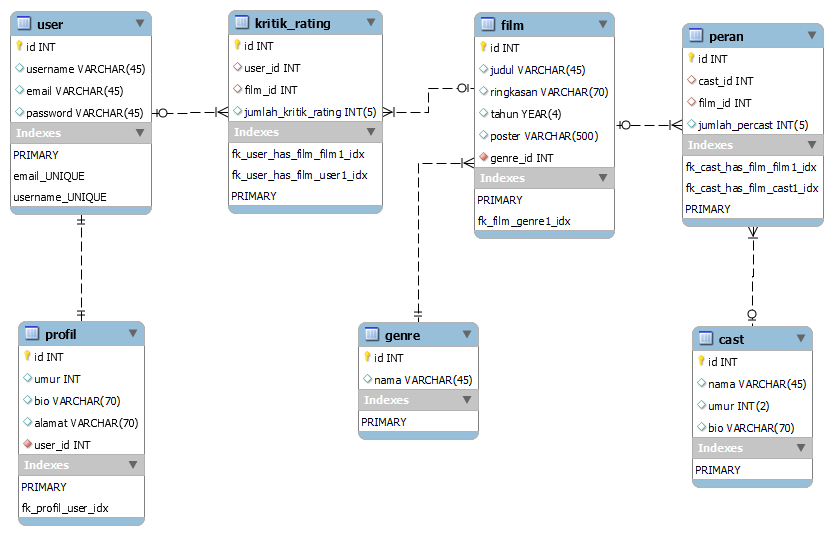 user
id INT
username VARCHAR(45)
email VARCHAR(45)
password VARCHAR(45)
Indexes
PRIMARY
email_UNIQUE
username_UNIQUE
kritik_rating
id INT
user_id INT
film_id INT
jumlah_kritik_rating INT(5)
Indexes
fk_user_has_film_film1_idx
fk_user_has_film_user1_idx
PRIMARY
film
id INT
judul VARCHAR(45)
ringkasan VARCHAR(70)
tahun YEAR(4)
poster VARCHAR(500)
genre_id INT
Indexes
PRIMARY
fk_film_genre1_idx
peran
id INT
cast_id INT
film_id INT
jumlah_percast INT(5)
Indexes
fk_cast_has_film_film1_idx
fk_cast_has_film_cast1_idx
PRIMARY
profil
id INT
umur INT
bio VARCHAR(70)
alamat VARCHAR(70)
user_id INT
Indexes
PRIMARY
fk_profil_user_idx
genre
id INT
nama VARCHAR(45)
Indexes
PRIMARY
cast
id INT
nama VARCHAR(45)
umur INT(2)
bio VARCHAR(70)
Indexes
PRIMARY